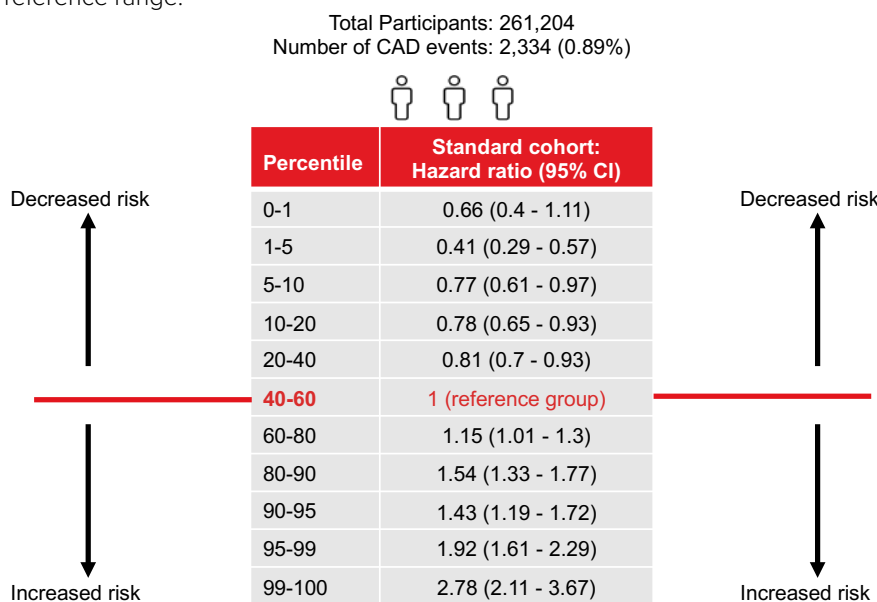 reference range.
Total Participants: 261,204
Number of CAD events: 2,334 (0.89%)
Percentile
Standard cohort:
Hazard ratio (95% CI)
Decreased risk
Decreased risk
0-1 0.66 (0.4 - 1.11)
1-5 0.41 (0.29 - 0.57)
5-10 0.77 (0.61 - 0.97)
10-20 0.78 (0.65 - 0.93)
20-40 0.81 (0.7 - 0.93)
40-60 1 (reference group)
60-80 1.15 (1.01 - 1.3)
80-90 1.54 (1.33 - 1.77)
90-95 1.43 (1.19 - 1.72)
95-99 1.92 (1.61 - 2.29)
99-100 2.78 (2.11 - 3.67)
Increased risk
Increased risk